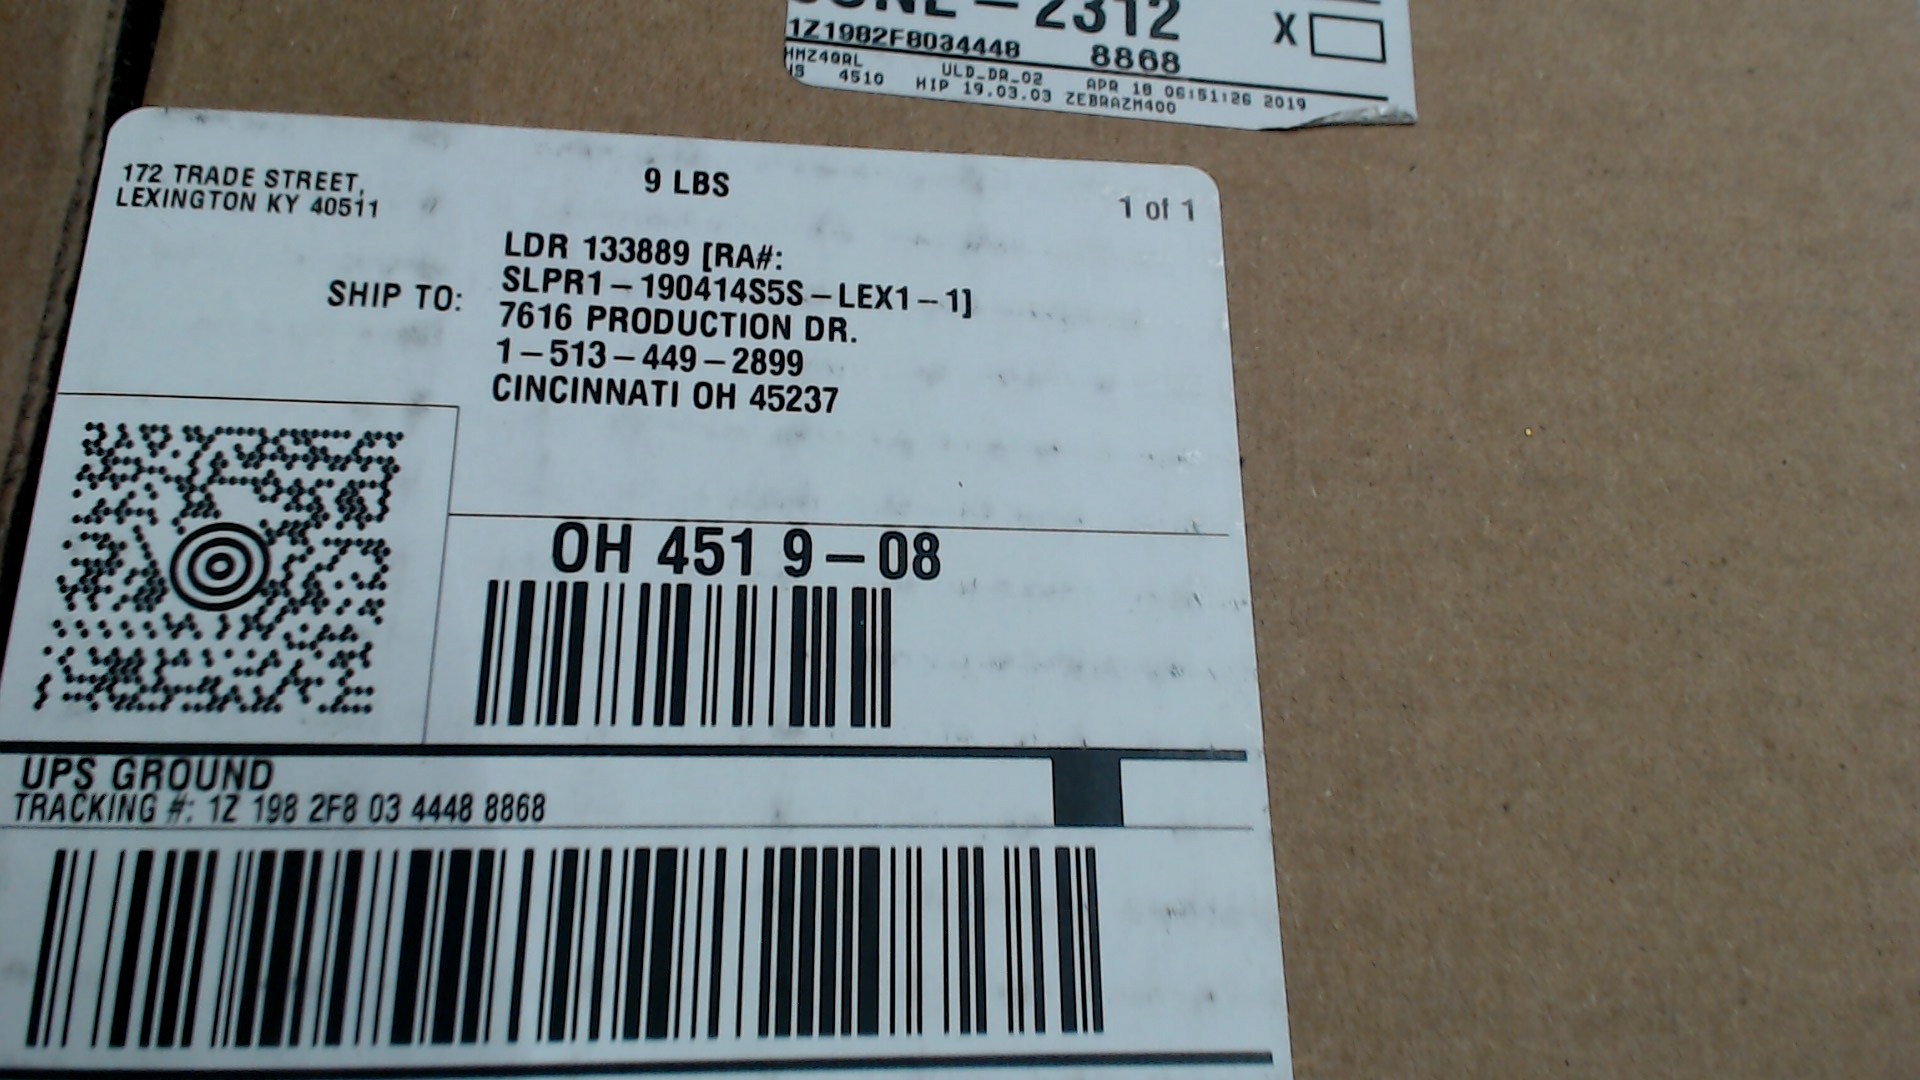 2312
X
1Z1982F8034448 8868
HMZ4QRL ULD_DR_02 APR 18 06:51:26 2019
4510 HIP 19.03.03 ZEBRAZM400
172 TRADE STREET,
LEXINGTON KY 40511
9 LBS
1 of 1
SHIP TO:
LDR 133889 [RA#:
SLPR1-190414S5S-LEX1-1]
7616 PRODUCTION DR.
1-513-449-2899
CINCINNATI OH 45237
OH 451 9-08
UPS GROUND
TRACKING #: 1Z 198 2F8 03 4448 8868